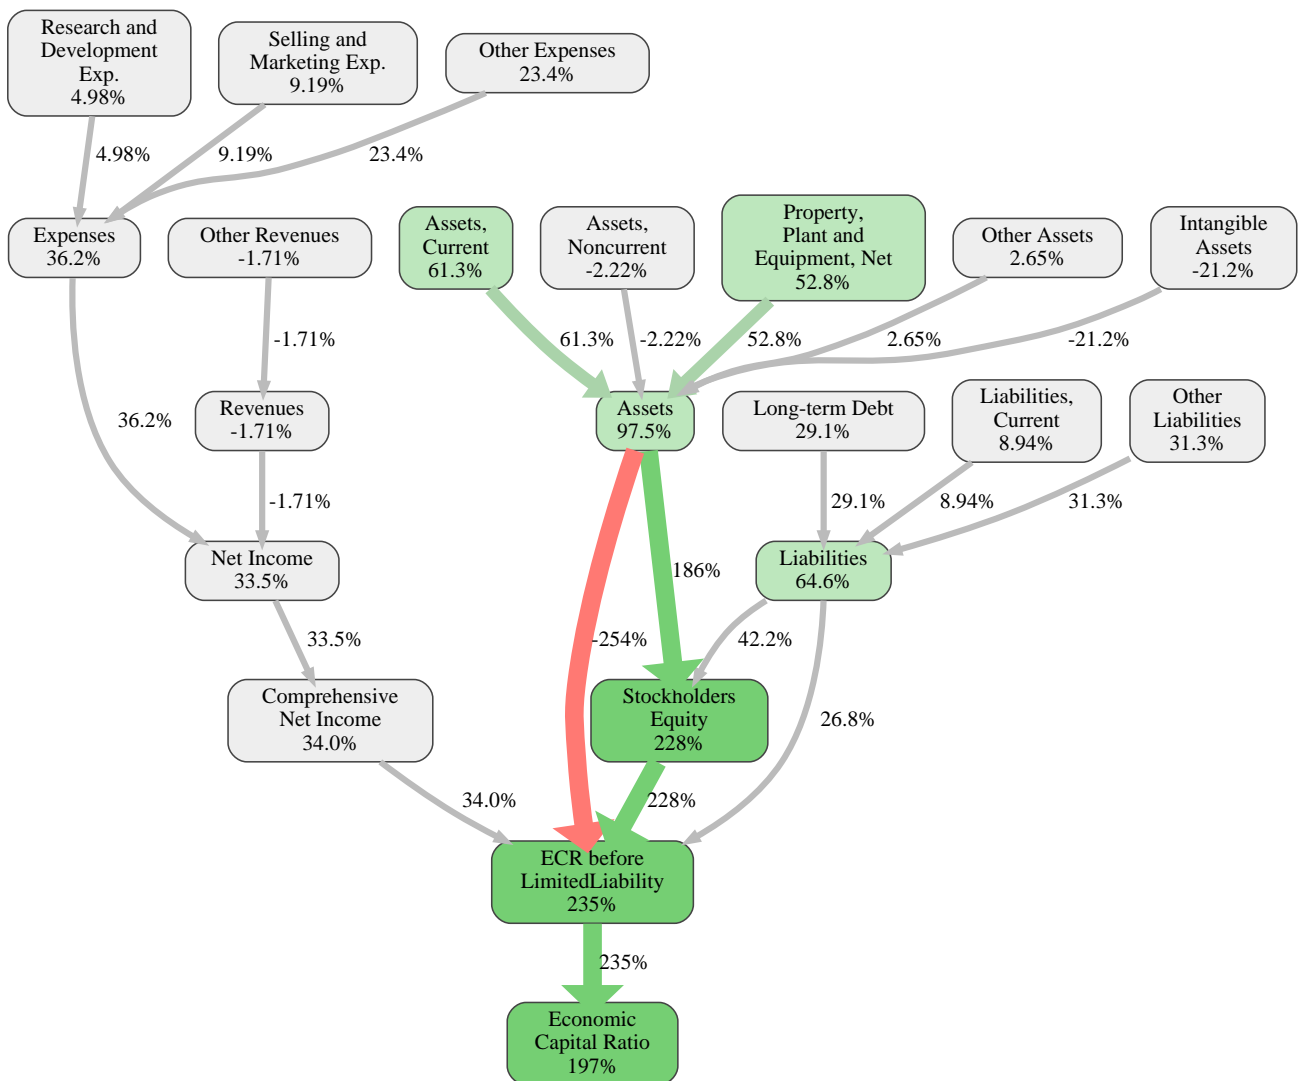 Research and
Development
Exp.
4.98%
Selling and
Marketing Exp.
9.19%
Other Expenses
23.4%
4.98%
9.19%
23.4%
Expenses
36.2%
Other Revenues
-1.71%
Assets,
Current
61.3%
Assets,
Noncurrent
-2.22%
Property,
Plant and
Equipment, Net
52.8%
Other Assets
2.65%
Intangible
Assets
-21.2%
-1.71%
61.3%
-2.22%
52.8%
2.65%
-21.2%
36.2%
Revenues
-1.71%
Assets
97.5%
Long-term Debt
29.1%
Liabilities,
Current
8.94%
Other
Liabilities
31.3%
-1.71%
29.1%
8.94%
31.3%
Net Income
33.5%
186%
Liabilities
64.6%
33.5%
-254%
42.2%
Comprehensive
Net Income
34.0%
Stockholders
Equity
228%
26.8%
34.0%
228%
ECR before
LimitedLiability
235%
235%
Economic
Capital Ratio
197%